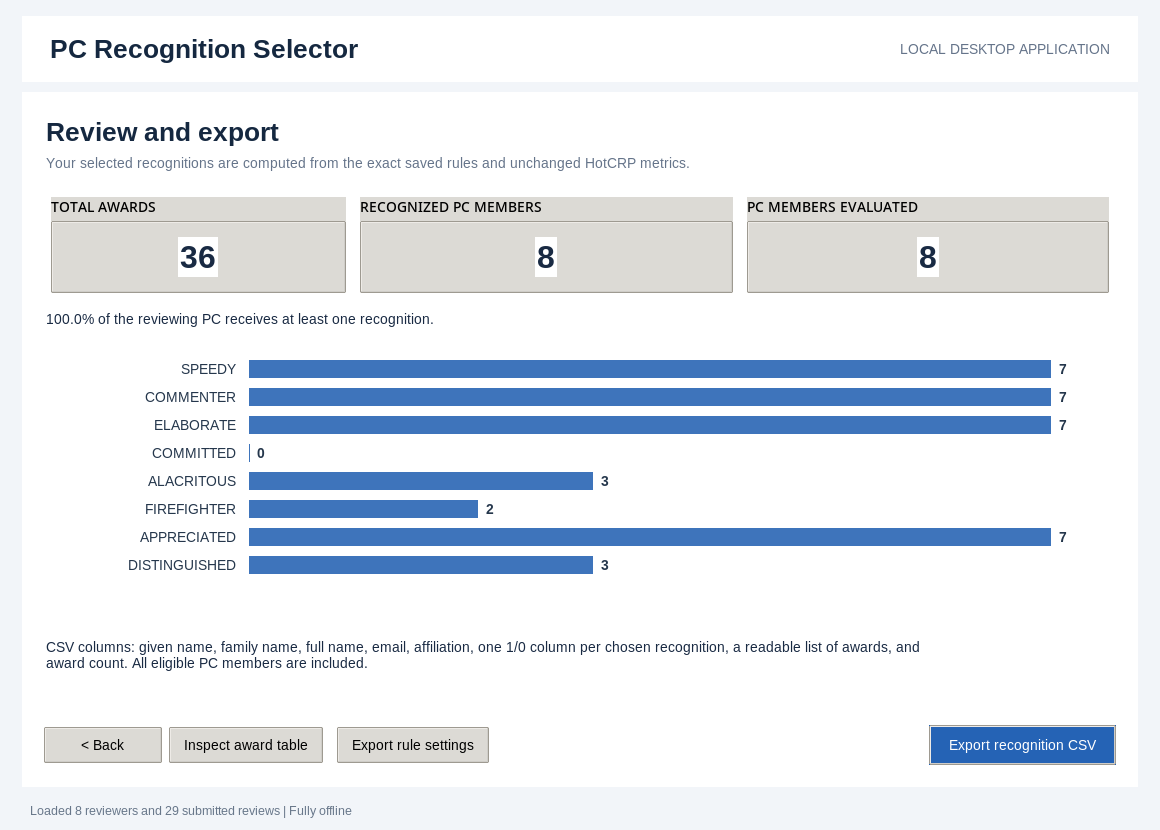 PC Recognition Selector
LOCAL DESKTOP APPLICATION
Review and export
Your selected recognitions are computed from the exact saved rules and unchanged HotCRP metrics.
TOTAL AWARDS
36
RECOGNIZED PC MEMBERS
8
PC MEMBERS EVALUATED
8
100.0% of the reviewing PC receives at least one recognition.
SPEEDY 7
COMMENTER 7
ELABORATE 7
COMMITTED 0
ALACRITOUS 3
FIREFIGHTER 2
APPRECIATED 7
DISTINGUISHED 3
CSV columns: given name, family name, full name, email, affiliation, one 1/0 column per chosen recognition, a readable list of awards, and
award count. All eligible PC members are included.
< Back
Inspect award table
Export rule settings
Export recognition CSV
Loaded 8 reviewers and 29 submitted reviews | Fully offline